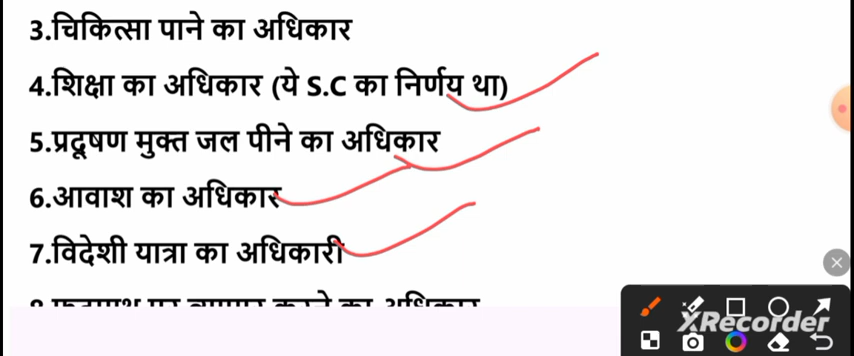 3.चिकित्सा पाने का अधिकार
4.शिक्षा का अधिकार (ये S.C का निर्णय था)
5.प्रदूषण मुक्त जल पीने का अधिकार
6.आवाश का अधिकार
7.विदेशी यात्रा का अधिकारी
XRecorder